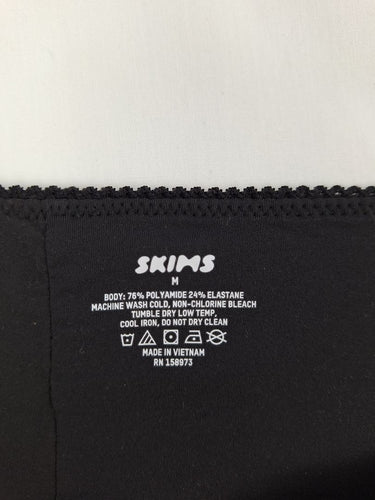 SKIMS
M
BODY: 76% POLYAMIDE 24% ELASTANE
MACHINE WASH COLD, NON-CHLORINE BLEACH
TUMBLE DRY LOW TEMP,
COOL IRON, DO NOT DRY CLEAN
MADE IN VIETNAM
RN 158973